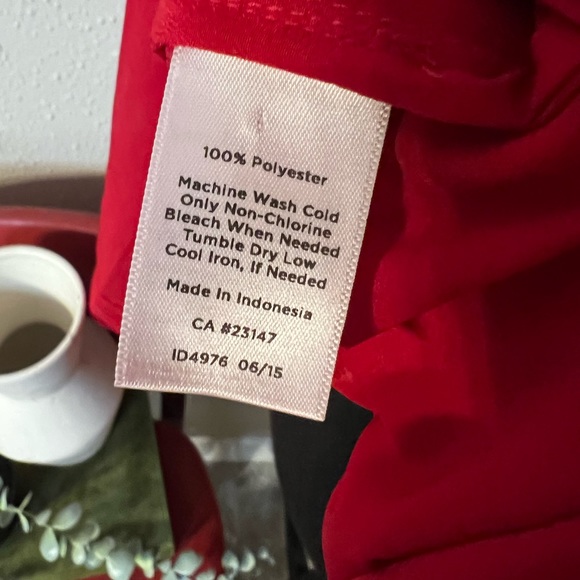 100% Polyester
Machine Wash Cold
Only Non-Chlorine
Bleach When Needed
Tumble Dry Low
Cool Iron, If Needed
Made In Indonesia
CA #23147
ID4976 06/15